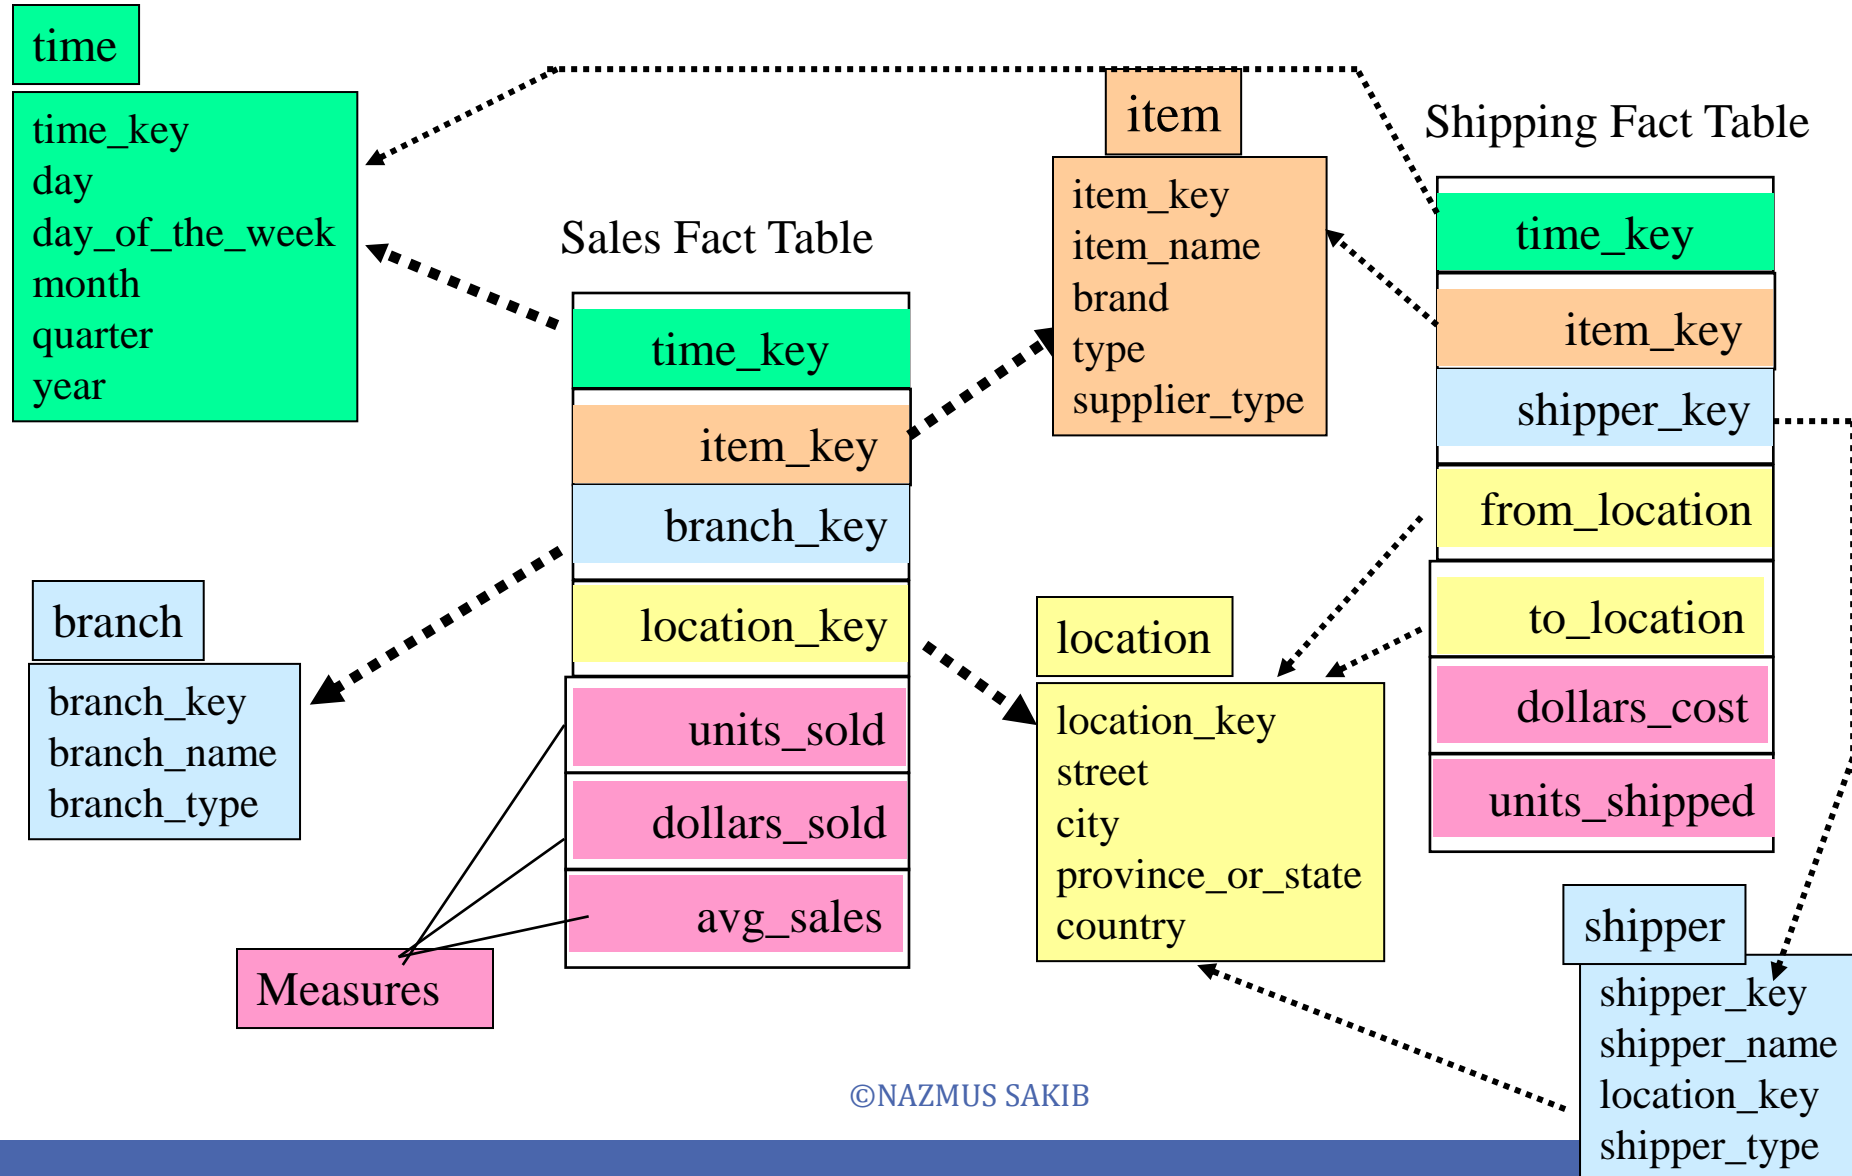 time
time_key
day
day_of_the_week
month
quarter
year
Sales Fact Table
time_key
item_key
branch_key
location_key
units_sold
dollars_sold
avg_sales
Measures
branch
branch_key
branch_name
branch_type
item
item_key
item_name
brand
type
supplier_type
location
location_key
street
city
province_or_state
country
Shipping Fact Table
time_key
item_key
shipper_key
from_location
to_location
dollars_cost
units_shipped
shipper
shipper_key
shipper_name
location_key
shipper_type
©NAZMUS SAKIB